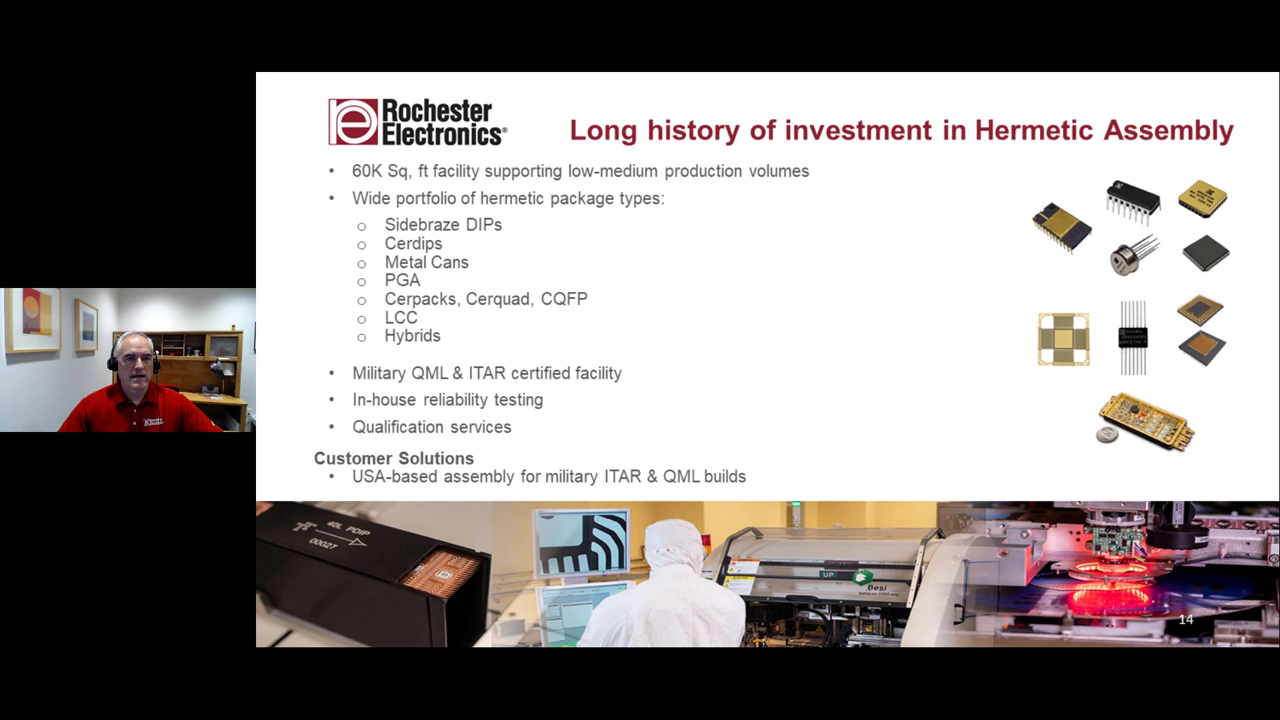 Rochester
Electronics®
Long history of investment in Hermetic Assembly
• 60K Sq, ft facility supporting low-medium production volumes
• Wide portfolio of hermetic package types:
o Sidebraze DIPs
o Cerdips
o Metal Cans
o PGA
o Cerpacks, Cerquad, CQFP
o LCC
o Hybrids
• Military QML & ITAR certified facility
• In-house reliability testing
• Qualification services
Customer Solutions
• USA-based assembly for military ITAR & QML builds
40L PDIP
00027
UP
Besi
14